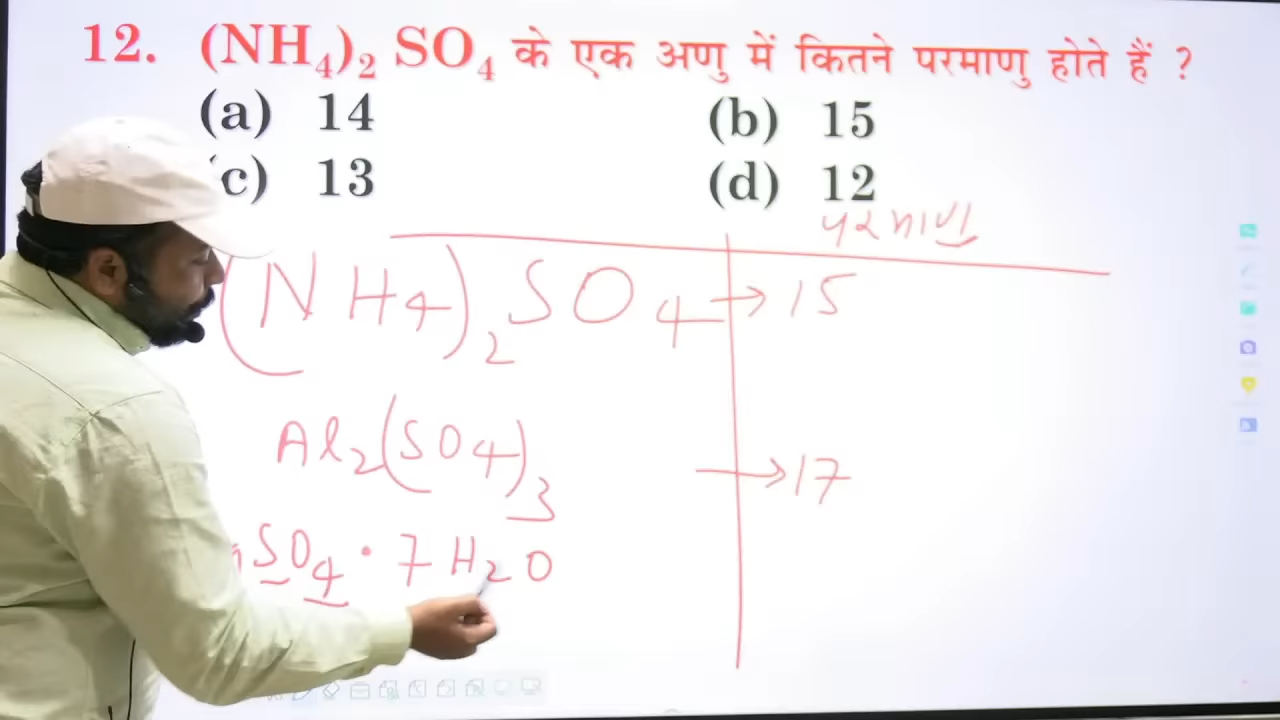 12. (NH₄)₂ SO₄ के एक अणु में कितने परमाणु होते हैं ?
(a) 14 (b) 15
c) 13 (d) 12
परमाणु
(NH4)₂SO4 → 15
Al₂(SO4)₃ → 17
SO4 • 7H₂O